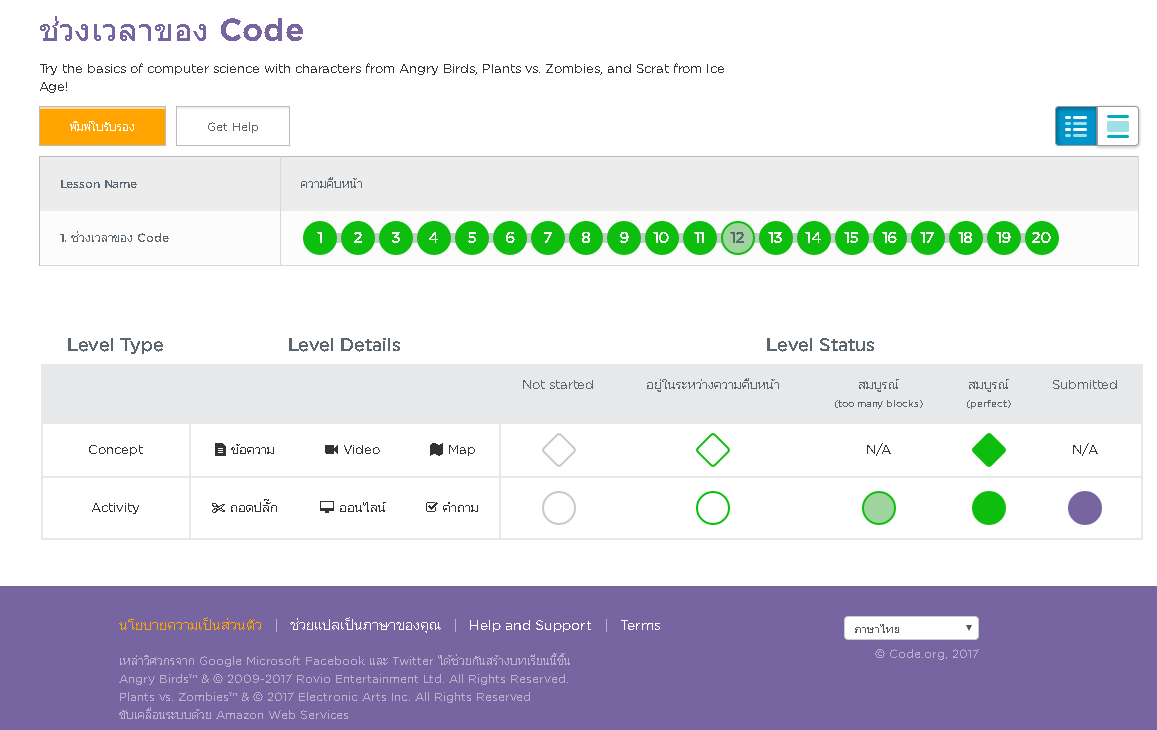 ช่วงเวลาของ Code
Try the basics of computer science with characters from Angry Birds, Plants vs. Zombies, and Scrat from Ice
Age!
พิมพ์ใบรับรอง Get Help
Lesson Name ความคืบหน้า
1. ช่วงเวลาของ Code 1 2 3 4 5 6 7 8 9 10 11 12 13 14 15 16 17 18 19 20
Level Type Level Details Level Status
Not started อยู่ในระหว่างความคืบหน้า สมบูรณ์ สมบูรณ์ Submitted
(too many blocks) (perfect)
Concept ข้อความ Video Map N/A N/A
Activity ถอดปลั๊ก ออนไลน์ คำถาม
นโยบายความเป็นส่วนตัว | ช่วยแปลเป็นภาษาของคุณ | Help and Support | Terms ภาษาไทย
© Code.org, 2017
เหล่าวิศวกรจาก Google Microsoft Facebook และ Twitter ได้ช่วยกันสร้างบทเรียนนี้ขึ้น
Angry Birds™ & © 2009-2017 Rovio Entertainment Ltd. All Rights Reserved.
Plants vs. Zombies™ & © 2017 Electronic Arts Inc. All Rights Reserved
ขับเคลื่อนระบบด้วย Amazon Web Services